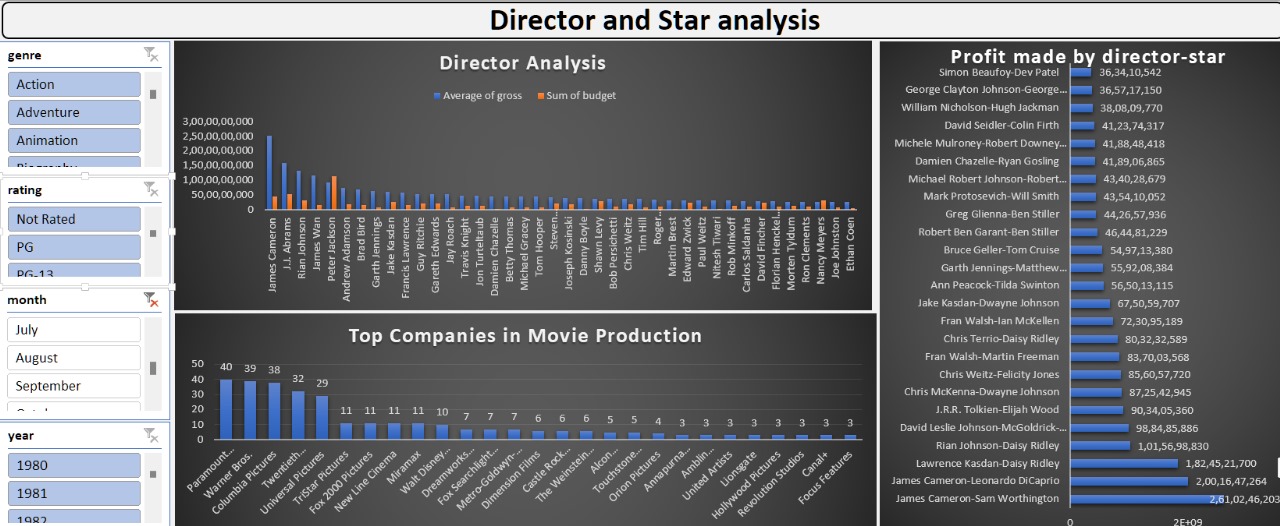 Director and Star analysis
genre
Action
Adventure
Animation
Biography
rating
Not Rated
PG
PG-13
month
July
August
September
year
1980
1981
1982
Director Analysis
Average of gross
Sum of budget
3,00,00,00,000
2,50,00,00,000
2,00,00,00,000
1,50,00,00,000
1,00,00,00,000
50,00,00,000
0
James Cameron
J.J. Abrams
Rian Johnson
James Wan
Peter Jackson
Andrew Adamson
Brad Bird
Garth Jennings
Jake Kasdan
Francis Lawrence
Guy Ritchie
Gareth Edwards
Jay Roach
Travis Knight
Jon Turteltaub
Damien Chazelle
Betty Thomas
Michael Gracey
Tom Hooper
Steven...
Joseph Kosinski
Danny Boyle
Shawn Levy
Bob Persichetti
Chris Weitz
Tim Hill
Roger...
Martin Brest
Edward Zwick
Paul Weitz
Nitesh Tiwari
Rob Minkoff
Carlos Saldanha
David Fincher
Florian Henckel...
Morten Tyldum
Ron Clements
Nancy Meyers
Joe Johnston
Ethan Coen
Top Companies in Movie Production
50
40
30
20
10
0
40 39 38 32 29 11 11 11 11 10 7 7 7 6 6 6 5 5 4 3 3 3 3 3 3 3 3
Paramount...
Warner Bros.
Columbia Pictures
Twentieth...
Universal Pictures
TriStar Pictures
Fox 2000 Pictures
New Line Cinema
Miramax
Walt Disney...
Dreamworks...
Fox Searchlight...
Metro-Goldwyn-...
Dimension Films
Castle Rock...
The Weinstein...
Alcon...
Touchstone...
Orion Pictures
Annapurna...
Amblin...
United Artists
Lionsgate
Hollywood Pictures
Revolution Studios
Canal+
Focus Features
Profit made by director-star
Simon Beaufoy-Dev Patel 36,34,10,542
George Clayton Johnson-George... 36,57,17,150
William Nicholson-Hugh Jackman 38,08,09,770
David Seidler-Colin Firth 41,23,74,317
Michele Mulroney-Robert Downey... 41,88,48,418
Damien Chazelle-Ryan Gosling 41,89,06,865
Michael Robert Johnson-Robert... 43,40,28,679
Mark Protosevich-Will Smith 43,54,10,052
Greg Glienna-Ben Stiller 44,26,57,936
Robert Ben Garant-Ben Stiller 46,44,81,229
Bruce Geller-Tom Cruise 54,97,13,380
Garth Jennings-Matthew... 55,92,08,384
Ann Peacock-Tilda Swinton 56,50,13,115
Jake Kasdan-Dwayne Johnson 67,50,59,707
Fran Walsh-Ian McKellen 72,30,95,189
Chris Terrio-Daisy Ridley 80,32,32,589
Fran Walsh-Martin Freeman 83,70,03,568
Chris Weitz-Felicity Jones 85,60,57,720
Chris McKenna-Dwayne Johnson 87,25,42,945
J.R.R. Tolkien-Elijah Wood 90,34,05,360
David Leslie Johnson-McGoldrick-... 98,84,85,886
Rian Johnson-Daisy Ridley 1,01,56,98,830
Lawrence Kasdan-Daisy Ridley 1,82,45,21,700
James Cameron-Leonardo DiCaprio 2,00,16,47,264
James Cameron-Sam Worthington 2,61,02,46,203
0 2E+09